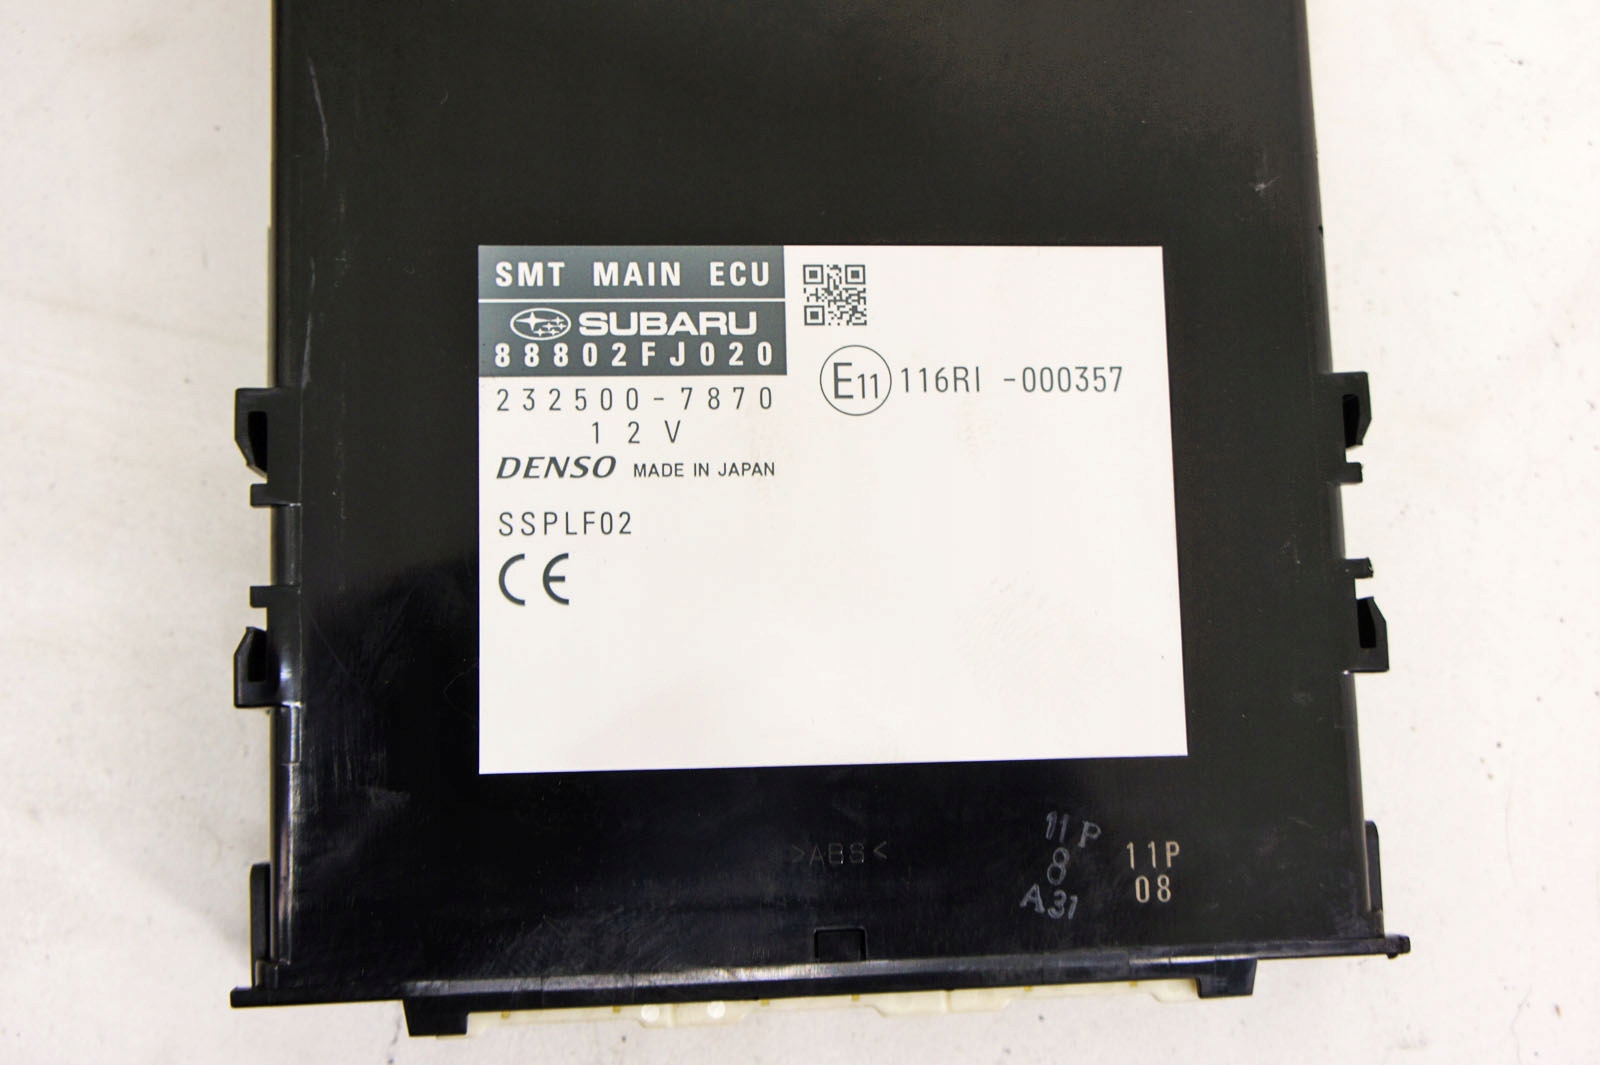 SMT MAIN ECU
SUBARU
88802FJ020
232500-7870
12V
DENSO MADE IN JAPAN
SSPLF02
CE
E11 116RI -000357
>ABS<
11P
8
A31
11P
08